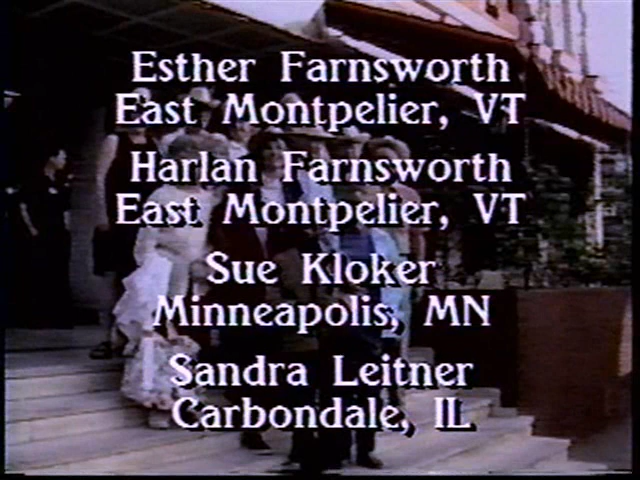 Esther Farnsworth
East Montpelier, VT
Harlan Farnsworth
East Montpelier, VT
Sue Kloker
Minneapolis, MN
Sandra Leitner
Carbondale, IL